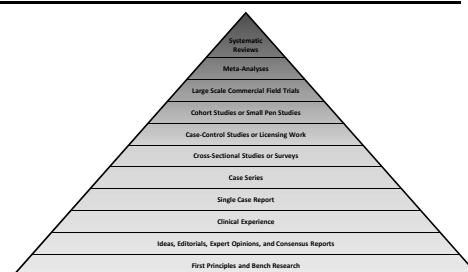 Systematic
Reviews
Meta-Analyses
Large Scale Commercial Field Trials
Cohort Studies or Small Pen Studies
Case-Control Studies or Licensing Work
Cross-Sectional Studies or Surveys
Case Series
Single Case Report
Clinical Experience
Ideas, Editorials, Expert Opinions, and Consensus Reports
First Principles and Bench Research